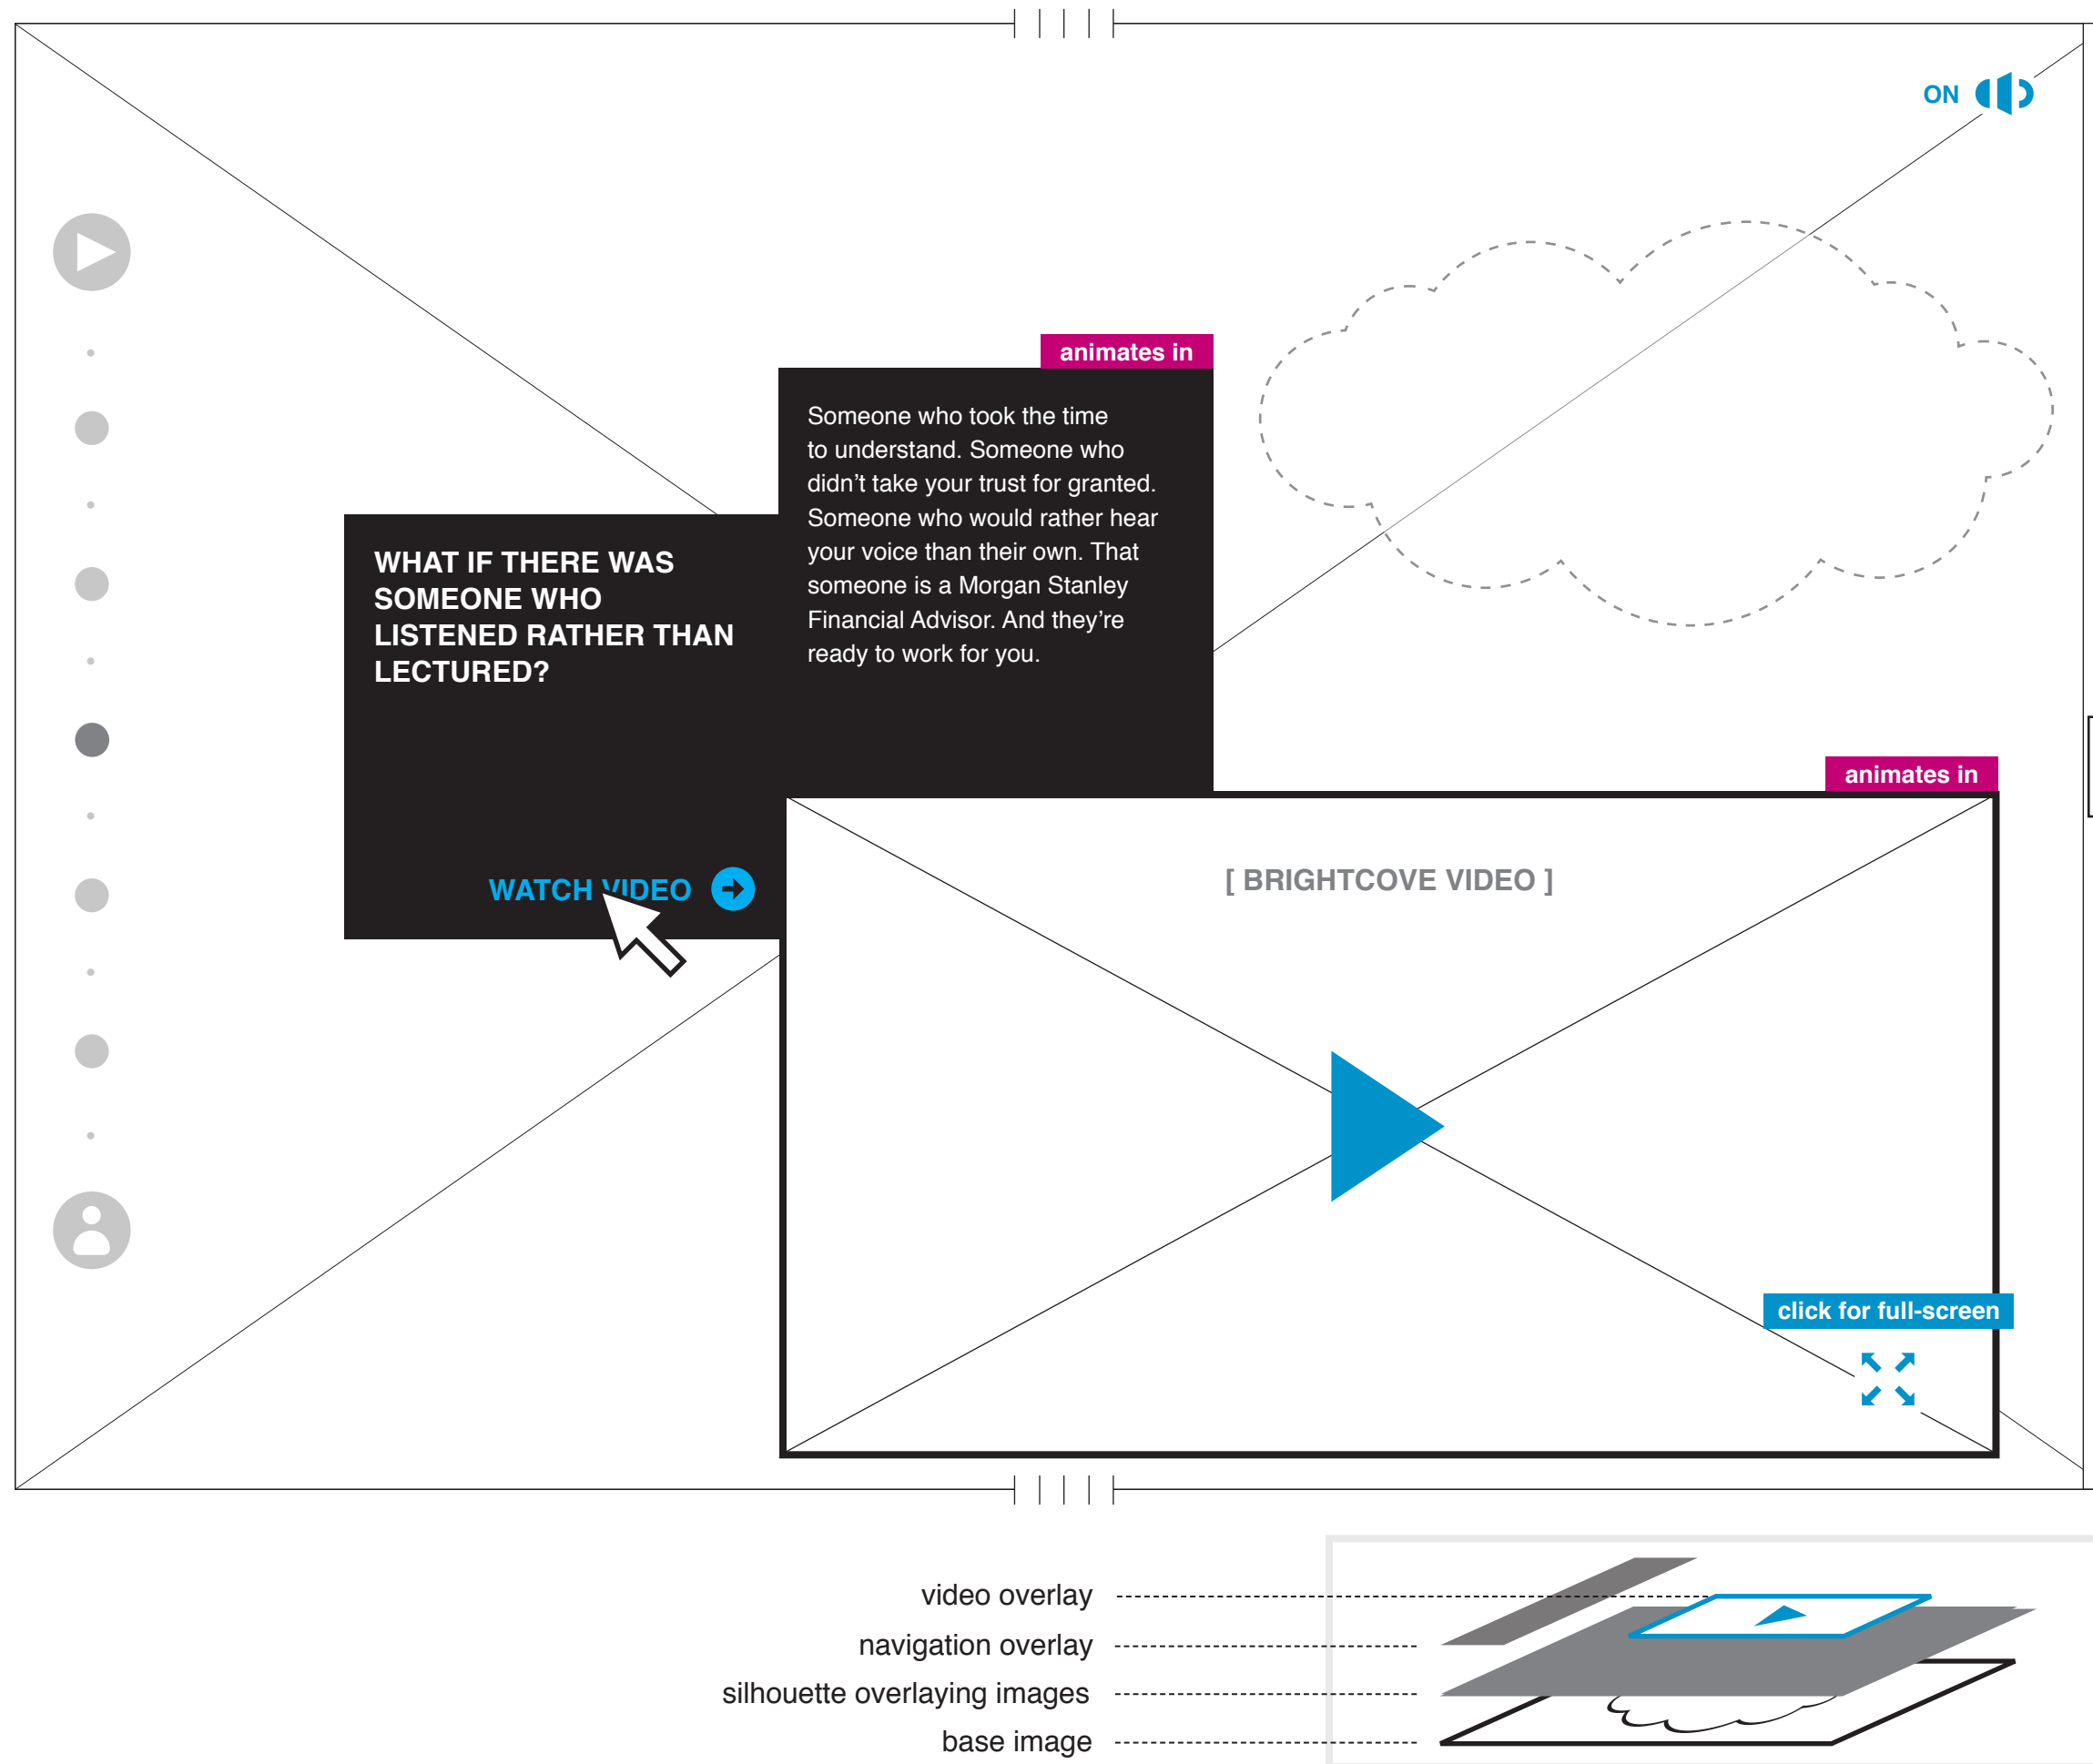 ON
animates in
Someone who took the time
to understand. Someone who
didn’t take your trust for granted.
Someone who would rather hear
your voice than their own. That
someone is a Morgan Stanley
Financial Advisor. And they’re
ready to work for you.
WHAT IF THERE WAS
SOMEONE WHO
LISTENED RATHER THAN
LECTURED?
WATCH VIDEO
animates in
[ BRIGHTCOVE VIDEO ]
click for full-screen
video overlay
navigation overlay
silhouette overlaying images
base image